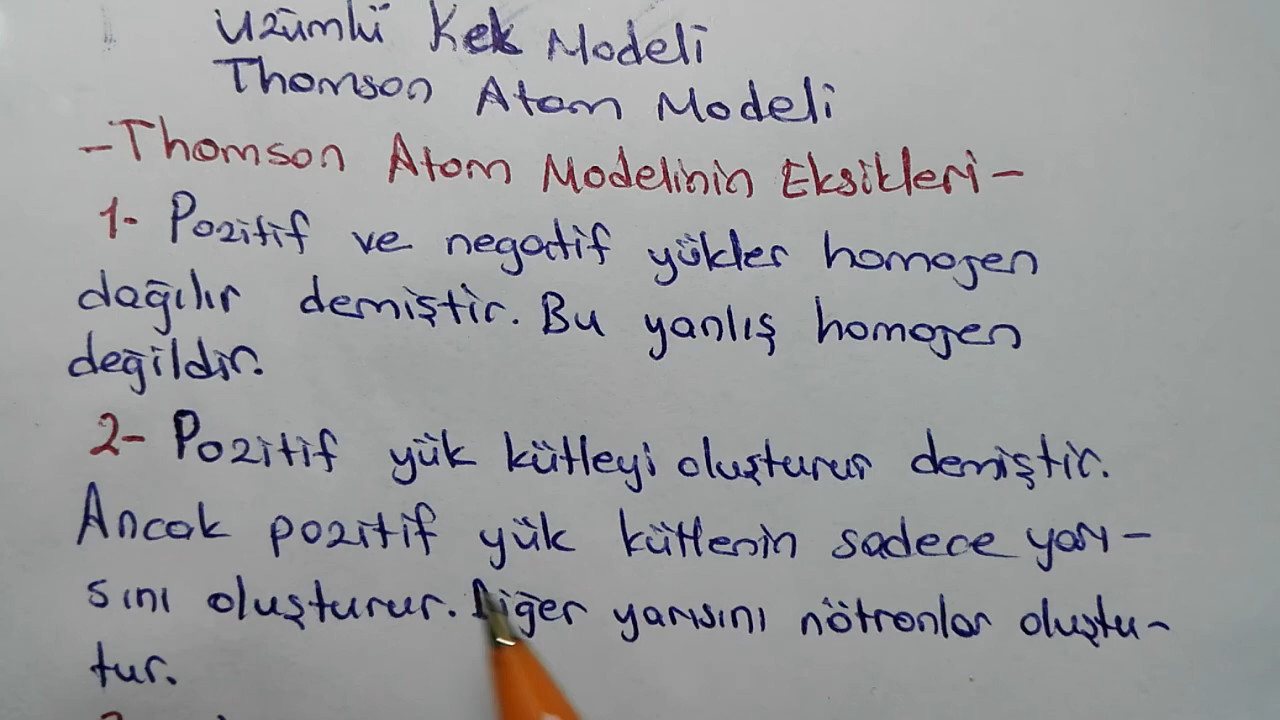 Üzümlü Kek Modeli
Thomson Atom Modeli
-Thomson Atom Modelinin Eksikleri-
1- Pozitif ve negatif yükler homojen
dağılır demiştir. Bu yanlış homojen
değildir.
2- Pozitif yük kütleyi oluşturur demiştir.
Ancak pozitif yük kütlenin sadece yarı-
sını oluşturur. Diğer yarısını nötronlar oluştu-
tur.